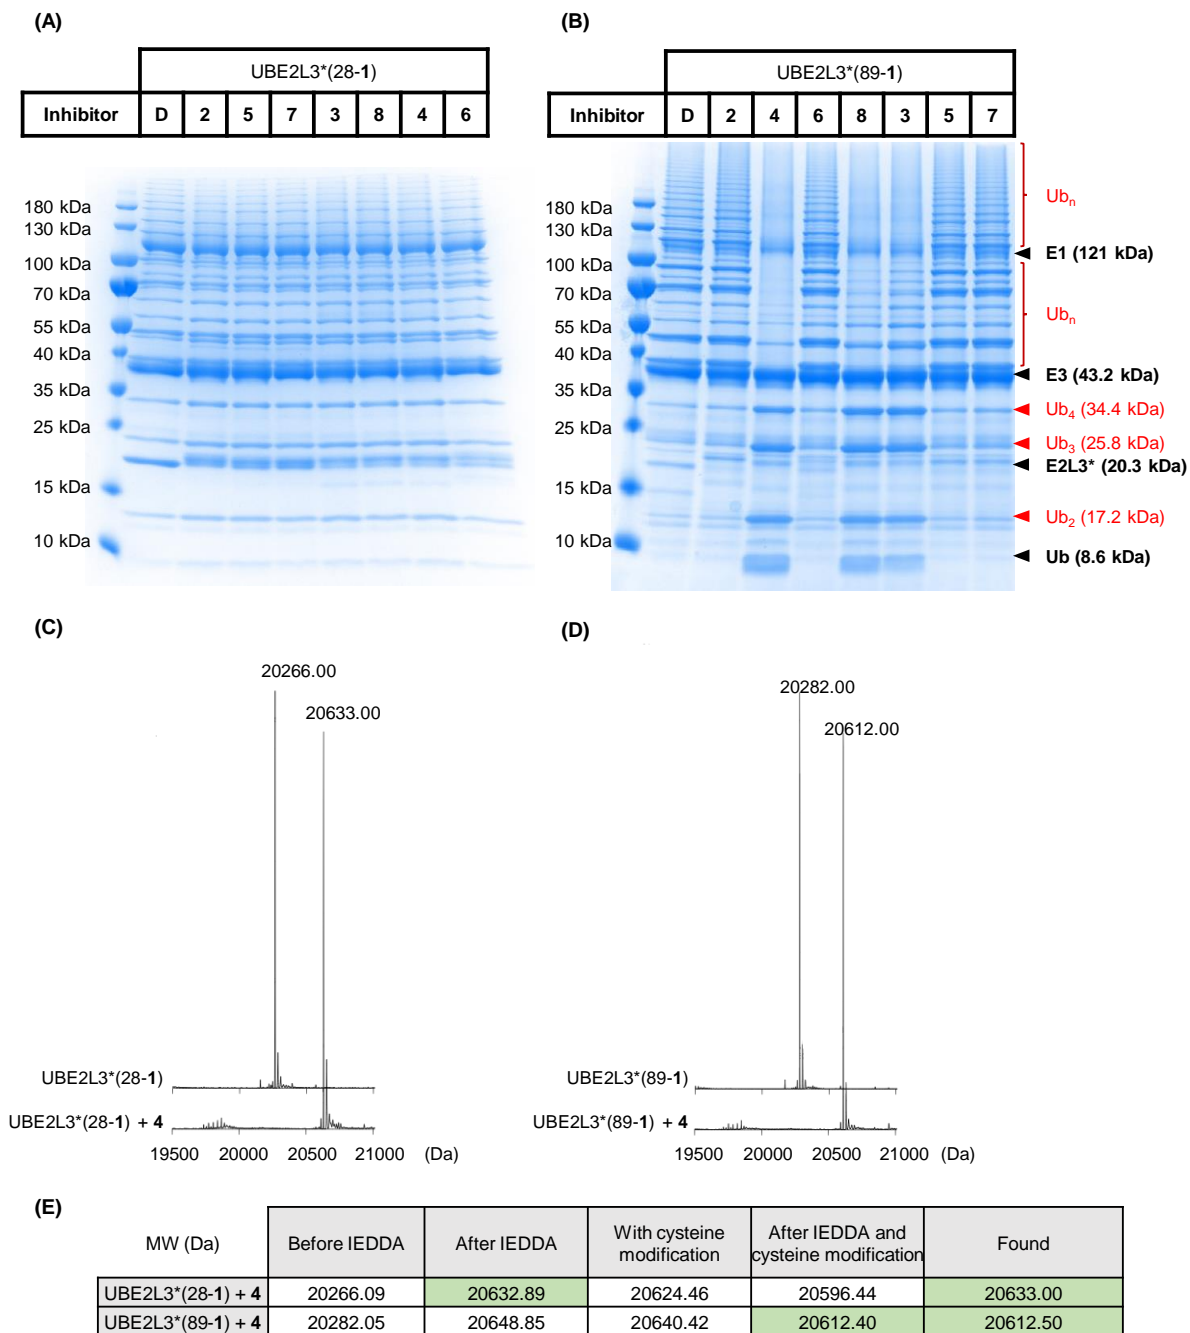 (A)
UBE2L3*(28-1)
Inhibitor D 2 5 7 3 8 4 6
180 kDa
130 kDa
100 kDa
70 kDa
55 kDa
40 kDa
35 kDa
25 kDa
15 kDa
10 kDa
(B)
UBE2L3*(89-1)
Inhibitor D 2 4 6 8 3 5 7
180 kDa
130 kDa
100 kDa
70 kDa
55 kDa
40 kDa
35 kDa
25 kDa
15 kDa
10 kDa
Ubn
E1 (121 kDa)
Ubn
E3 (43.2 kDa)
Ub4 (34.4 kDa)
Ub3 (25.8 kDa)
E2L3* (20.3 kDa)
Ub2 (17.2 kDa)
Ub (8.6 kDa)
(C)
20266.00
20633.00
UBE2L3*(28-1)
UBE2L3*(28-1) + 4
19500 20000 20500 21000 (Da)
(D)
20282.00
20612.00
UBE2L3*(89-1)
UBE2L3*(89-1) + 4
19500 20000 20500 21000 (Da)
(E)
MW (Da) Before IEDDA After IEDDA With cysteine modification After IEDDA and cysteine modification Found
UBE2L3*(28-1) + 4 20266.09 20632.89 20624.46 20596.44 20633.00
UBE2L3*(89-1) + 4 20282.05 20648.85 20640.42 20612.40 20612.50